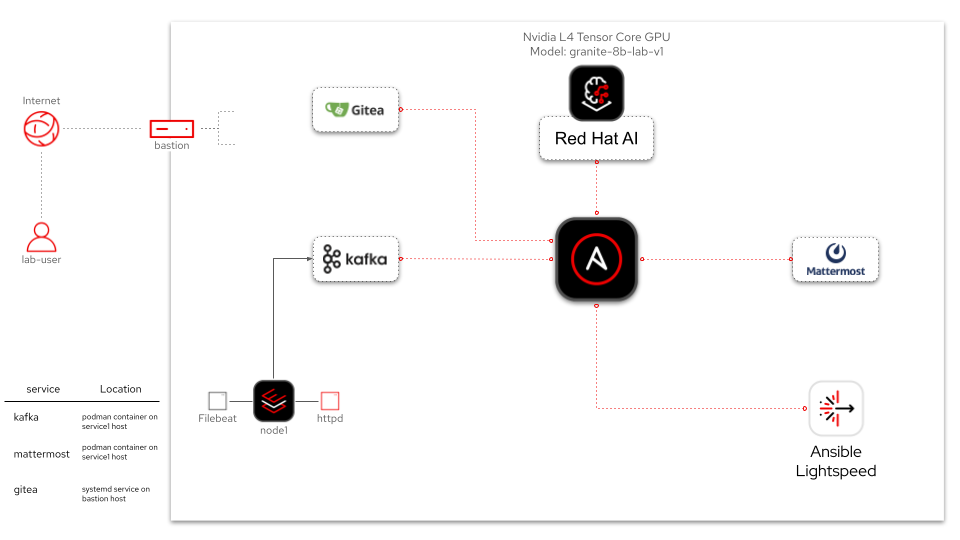 Nvidia L4 Tensor Core GPU
Model: granite-8b-lab-v1
Internet
Gitea
Red Hat AI
bastion
lab-user
kafka
Mattermost
service Location
kafka podman container on
service1 host
mattermost podman container on
service1 host
gitea systemd service on
bastion host
Filebeat
node1
httpd
Ansible
Lightspeed